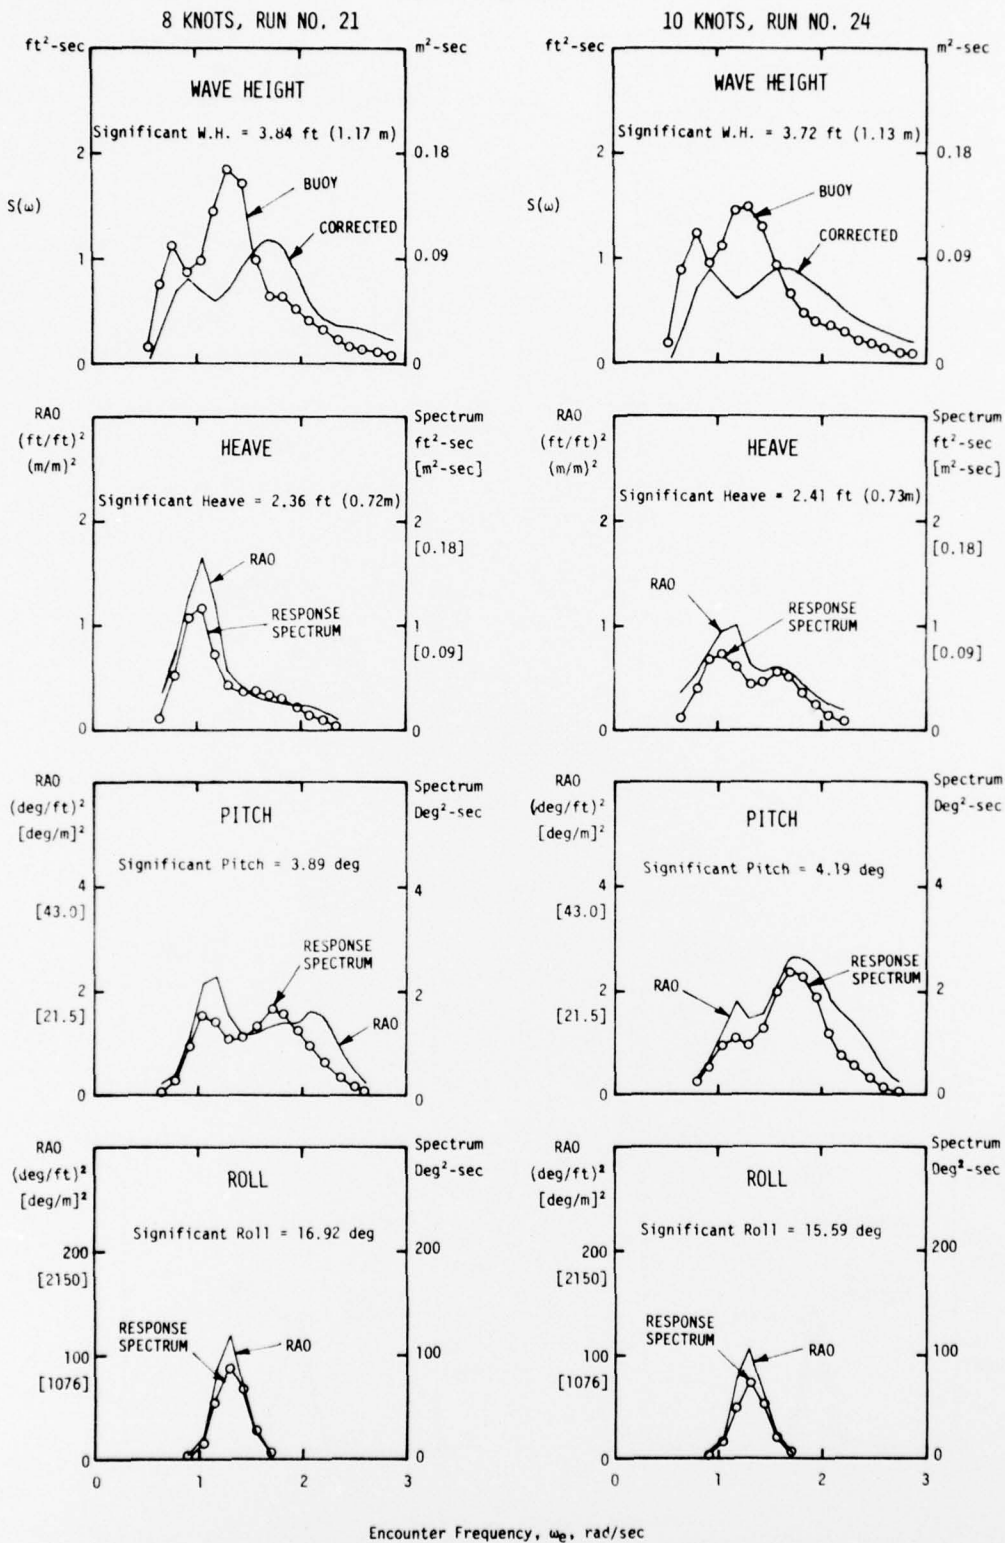 8 KNOTS, RUN NO. 21
ft²-sec
m²-sec
WAVE HEIGHT
Significant W.H. = 3.84 ft (1.17 m)
2
0.18
S(ω)
BUOY
CORRECTED
1
0.09
0
0
RAO
(ft/ft)²
(m/m)²
Spectrum
ft²-sec
[m²-sec]
HEAVE
Significant Heave = 2.36 ft (0.72m)
2
2
[0.18]
RAO
RESPONSE
SPECTRUM
1
1
[0.09]
0
0
RAO
(deg/ft)²
[deg/m]²
Spectrum
Deg²-sec
PITCH
Significant Pitch = 3.89 deg
4
4
[43.0]
RESPONSE
SPECTRUM
2
2
[21.5]
RAO
0
0
RAO
(deg/ft)²
[deg/m]²
Spectrum
Deg²-sec
ROLL
Significant Roll = 16.92 deg
200
200
[2150]
RESPONSE
SPECTRUM
RAO
100
100
[1076]
0
0
0 1 2 3
10 KNOTS, RUN NO. 24
ft²-sec
m²-sec
WAVE HEIGHT
Significant W.H. = 3.72 ft (1.13 m)
2
0.18
S(ω)
BUOY
CORRECTED
1
0.09
0
0
RAO
(ft/ft)²
(m/m)²
Spectrum
ft²-sec
[m²-sec]
HEAVE
Significant Heave = 2.41 ft (0.73m)
2
2
[0.18]
RAO
RESPONSE
SPECTRUM
1
1
[0.09]
0
0
RAO
(deg/ft)²
[deg/m]²
Spectrum
Deg²-sec
PITCH
Significant Pitch = 4.19 deg
4
4
[43.0]
RESPONSE
SPECTRUM
RAO
2
2
[21.5]
0
0
RAO
(deg/ft)²
[deg/m]²
Spectrum
Deg²-sec
ROLL
Significant Roll = 15.59 deg
200
200
[2150]
RESPONSE
SPECTRUM
RAO
100
100
[1076]
0
0
0 1 2 3
Encounter Frequency, ωe, rad/sec